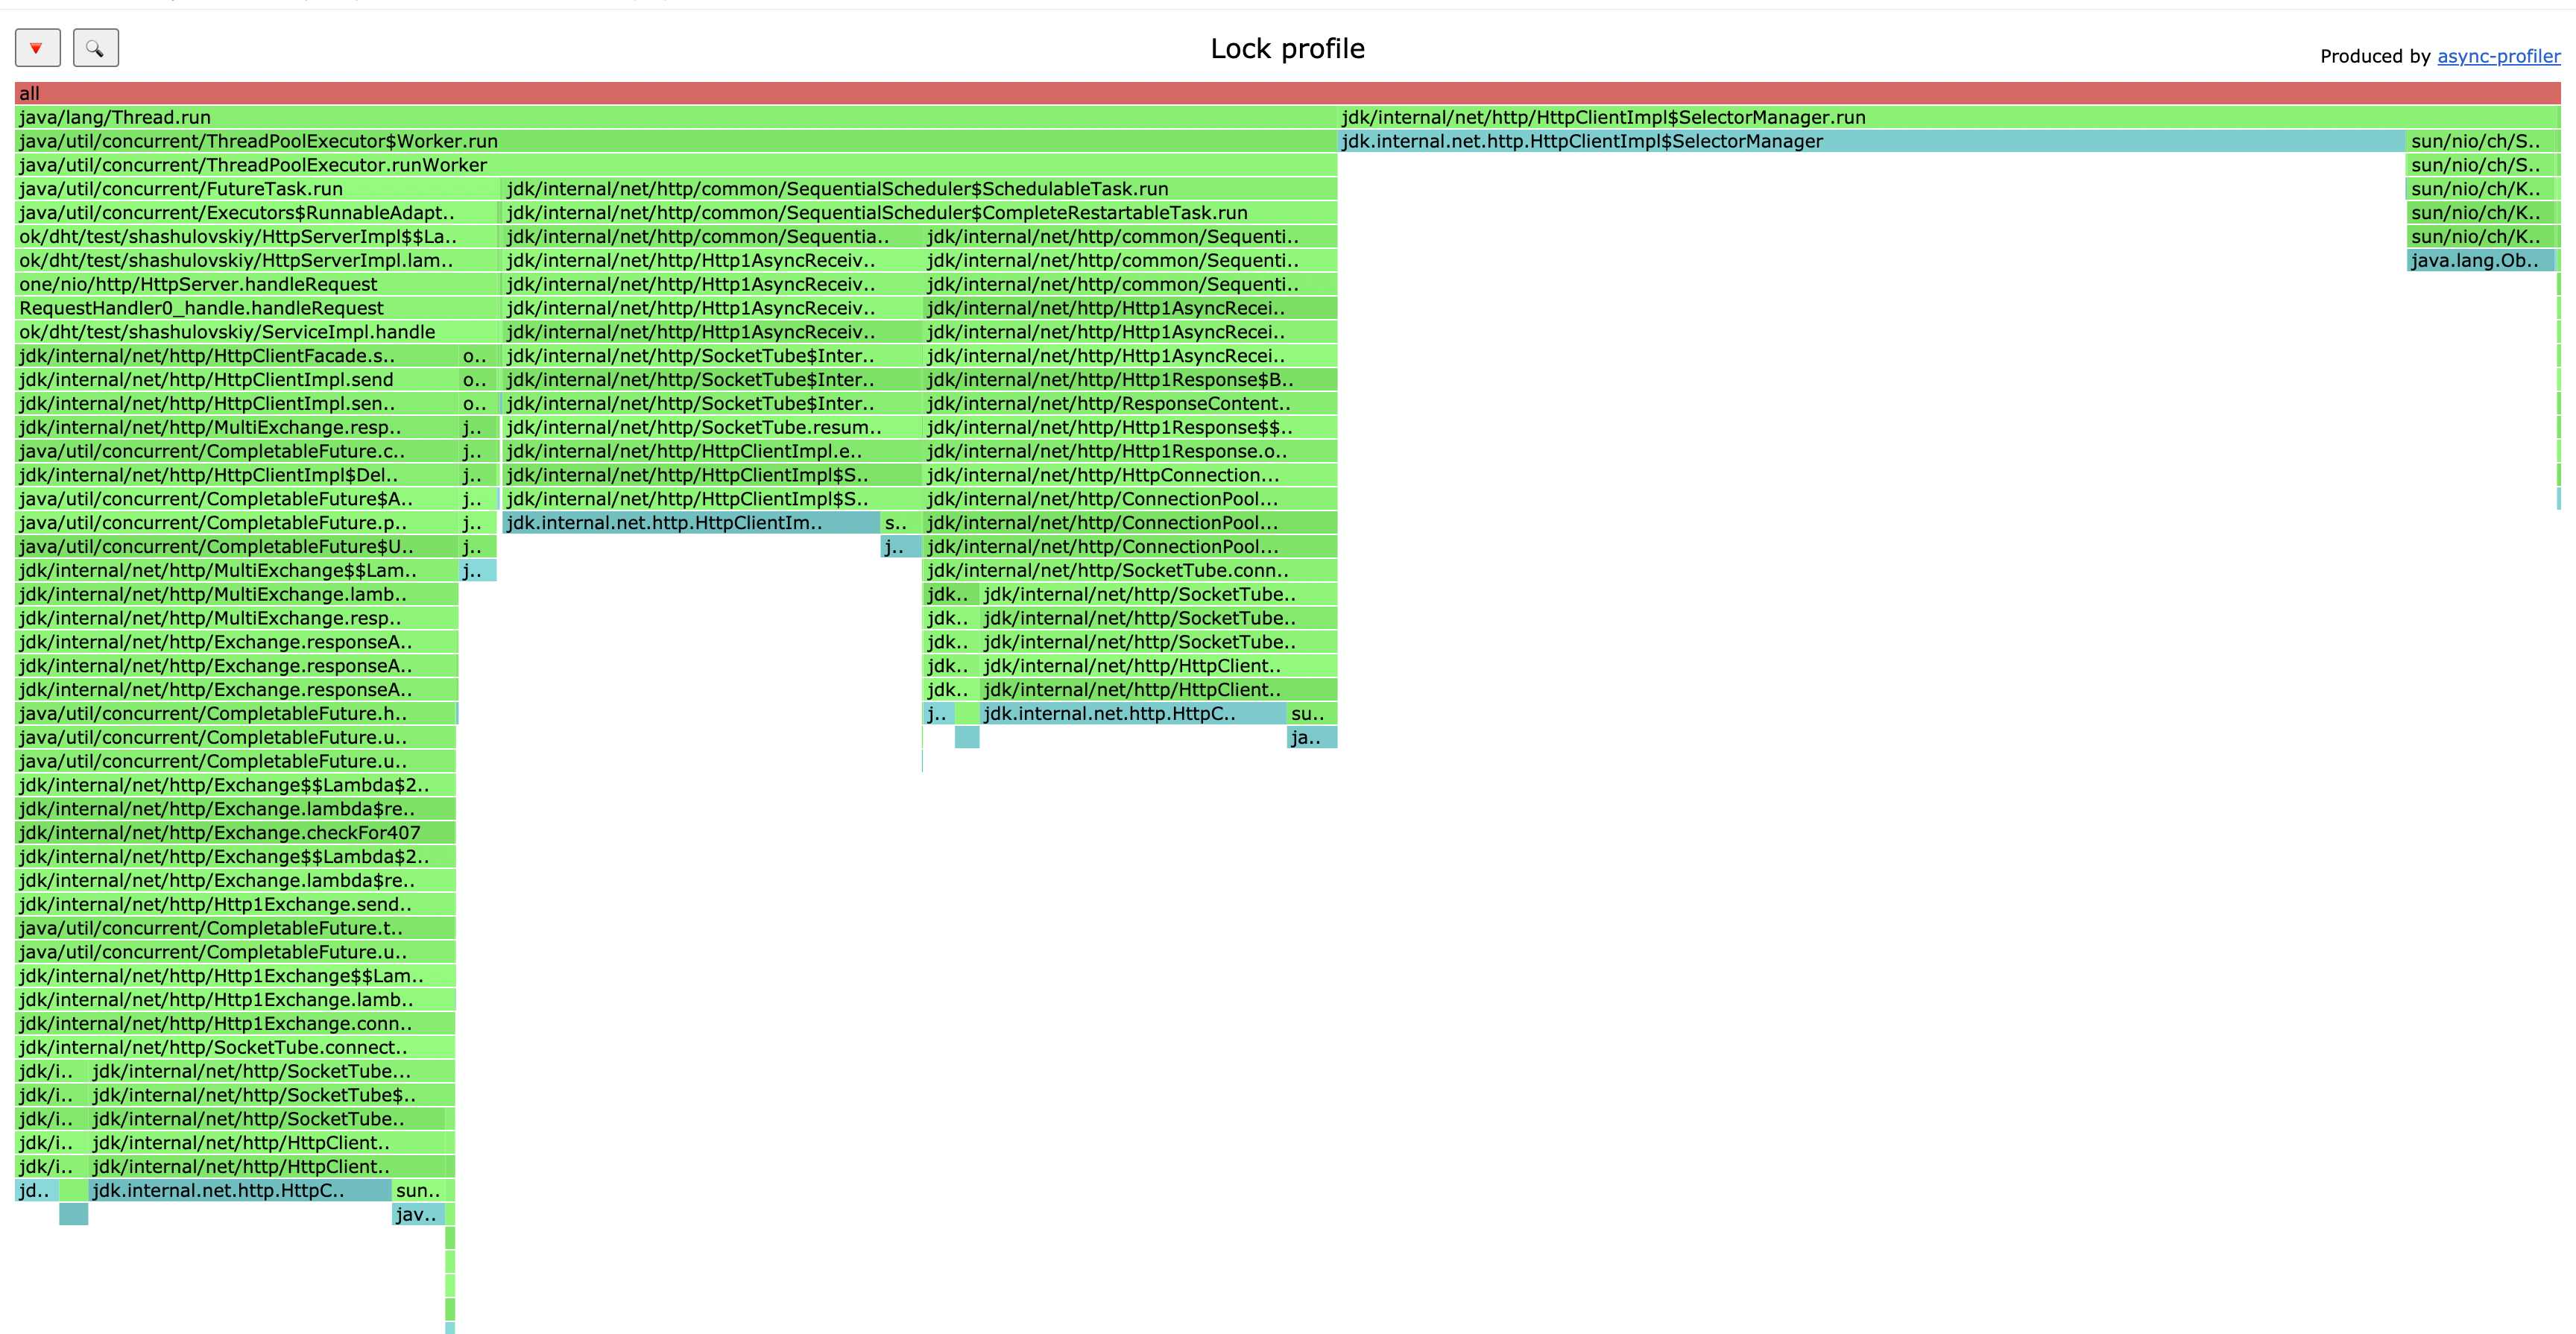 Lock profile
Produced by async-profiler
all
java/lang/Thread.run jdk/internal/net/http/HttpClientImpl$SelectorManager.run
java/util/concurrent/ThreadPoolExecutor$Worker.run jdk.internal.net.http.HttpClientImpl$SelectorManager sun/nio/ch/S..
java/util/concurrent/ThreadPoolExecutor.runWorker sun/nio/ch/S..
java/util/concurrent/FutureTask.run jdk/internal/net/http/common/SequentialScheduler$SchedulableTask.run sun/nio/ch/K..
java/util/concurrent/Executors$RunnableAdapt.. jdk/internal/net/http/common/SequentialScheduler$CompleteRestartableTask.run sun/nio/ch/K..
ok/dht/test/shashulovskiy/HttpServerImpl$$La.. jdk/internal/net/http/common/Sequentia.. jdk/internal/net/http/common/Sequenti.. sun/nio/ch/K..
ok/dht/test/shashulovskiy/HttpServerImpl.lam.. jdk/internal/net/http/Http1AsyncReceiv.. jdk/internal/net/http/common/Sequenti.. java.lang.Ob..
one/nio/http/HttpServer.handleRequest jdk/internal/net/http/Http1AsyncReceiv.. jdk/internal/net/http/common/Sequenti..
RequestHandler0_handle.handleRequest jdk/internal/net/http/Http1AsyncReceiv.. jdk/internal/net/http/Http1AsyncRecei..
ok/dht/test/shashulovskiy/ServiceImpl.handle jdk/internal/net/http/Http1AsyncReceiv.. jdk/internal/net/http/Http1AsyncRecei..
jdk/internal/net/http/HttpClientFacade.s.. o.. jdk/internal/net/http/SocketTube$Inter.. jdk/internal/net/http/Http1AsyncRecei..
jdk/internal/net/http/HttpClientImpl.send o.. jdk/internal/net/http/SocketTube$Inter.. jdk/internal/net/http/Http1Response$B..
jdk/internal/net/http/HttpClientImpl.sen.. o.. jdk/internal/net/http/SocketTube$Inter.. jdk/internal/net/http/ResponseContent..
jdk/internal/net/http/MultiExchange.resp.. j.. jdk/internal/net/http/SocketTube.resum.. jdk/internal/net/http/Http1Response$$..
java/util/concurrent/CompletableFuture.c.. j.. jdk/internal/net/http/HttpClientImpl.e.. jdk/internal/net/http/Http1Response.o..
jdk/internal/net/http/HttpClientImpl$Del.. j.. jdk/internal/net/http/HttpClientImpl$S.. jdk/internal/net/http/HttpConnection...
java/util/concurrent/CompletableFuture$A.. j.. jdk/internal/net/http/HttpClientImpl$S.. jdk/internal/net/http/ConnectionPool...
java/util/concurrent/CompletableFuture.p.. j.. jdk.internal.net.http.HttpClientIm.. s.. jdk/internal/net/http/ConnectionPool...
java/util/concurrent/CompletableFuture$U.. j.. j.. jdk/internal/net/http/ConnectionPool...
jdk/internal/net/http/MultiExchange$$Lam.. j.. jdk/internal/net/http/SocketTube.conn..
jdk/internal/net/http/MultiExchange.lamb.. jdk.. jdk/internal/net/http/SocketTube..
jdk/internal/net/http/MultiExchange.resp.. jdk.. jdk/internal/net/http/SocketTube..
jdk/internal/net/http/Exchange.responseA.. jdk.. jdk/internal/net/http/SocketTube..
jdk/internal/net/http/Exchange.responseA.. jdk.. jdk/internal/net/http/HttpClient..
jdk/internal/net/http/Exchange.responseA.. jdk.. jdk/internal/net/http/HttpClient..
java/util/concurrent/CompletableFuture.h.. j.. jdk.internal.net.http.HttpC.. su..
java/util/concurrent/CompletableFuture.u.. ja..
java/util/concurrent/CompletableFuture.u..
jdk/internal/net/http/Exchange$$Lambda$2..
jdk/internal/net/http/Exchange.lambda$re..
jdk/internal/net/http/Exchange.checkFor407
jdk/internal/net/http/Exchange$$Lambda$2..
jdk/internal/net/http/Exchange.lambda$re..
jdk/internal/net/http/Http1Exchange.send..
java/util/concurrent/CompletableFuture.t..
java/util/concurrent/CompletableFuture.u..
jdk/internal/net/http/Http1Exchange$$Lam..
jdk/internal/net/http/Http1Exchange.lamb..
jdk/internal/net/http/Http1Exchange.conn..
jdk/internal/net/http/SocketTube.connect..
jdk/i.. jdk/internal/net/http/SocketTube...
jdk/i.. jdk/internal/net/http/SocketTube$..
jdk/i.. jdk/internal/net/http/SocketTube..
jdk/i.. jdk/internal/net/http/HttpClient..
jdk/i.. jdk/internal/net/http/HttpClient..
jd.. jdk.internal.net.http.HttpC.. sun..
jav..